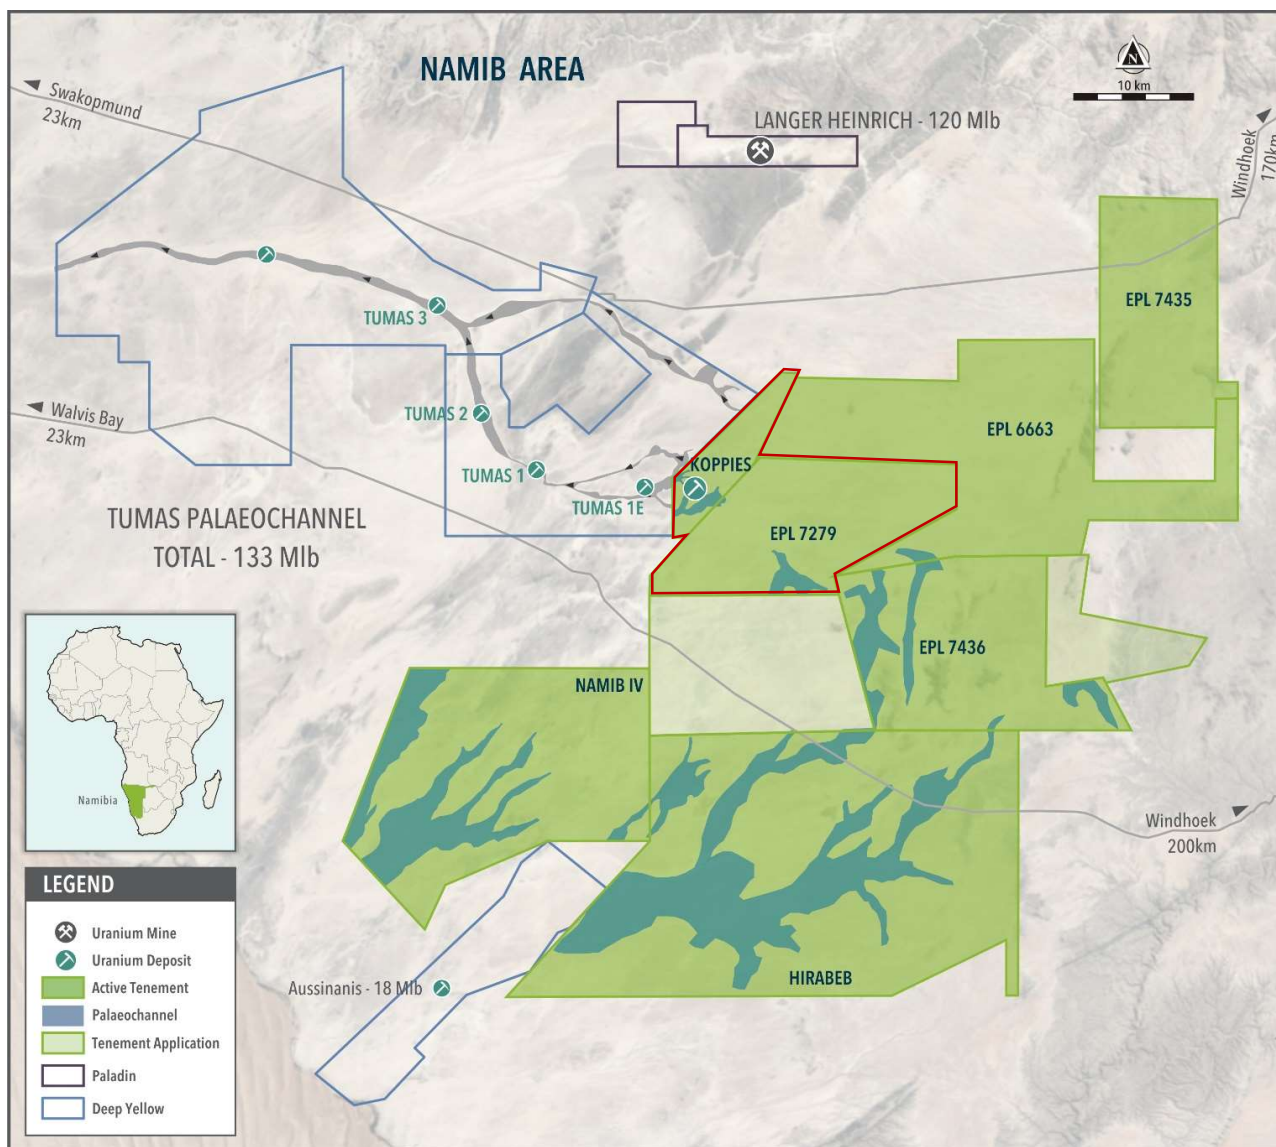 NAMIB AREA
N
10 km
Swakopmund
23km
LANGER HEINRICH - 120 Mlb
Windhoek
170km
EPL 7435
TUMAS 3
EPL 6663
TUMAS 2
Walvis Bay
23km
KOPPIES
TUMAS 1
TUMAS 1E
TUMAS PALAEOCHANNEL
TOTAL - 133 Mlb
EPL 7279
EPL 7436
NAMIB IV
Namibia
Windhoek
200km
HIRABEB
Aussinanis - 18 Mlb
LEGEND
Uranium Mine
Uranium Deposit
Active Tenement
Palaeochannel
Tenement Application
Paladin
Deep Yellow